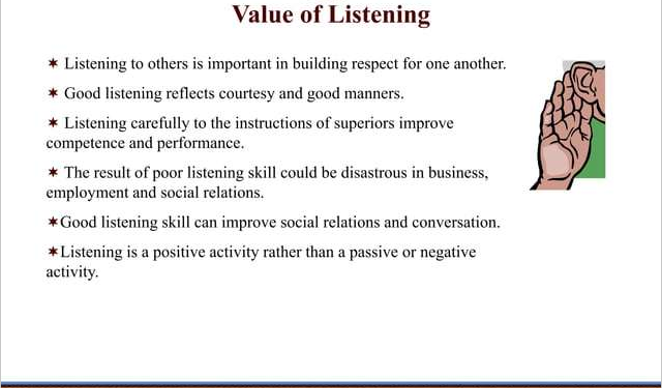 Value of Listening
✶ Listening to others is important in building respect for one another.
✶ Good listening reflects courtesy and good manners.
✶ Listening carefully to the instructions of superiors improve
competence and performance.
✶ The result of poor listening skill could be disastrous in business,
employment and social relations.
✶Good listening skill can improve social relations and conversation.
✶Listening is a positive activity rather than a passive or negative
activity.